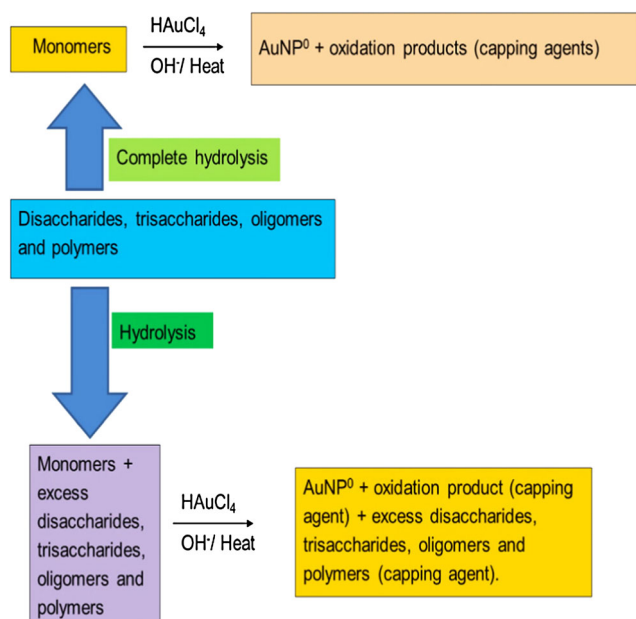 Monomers
HAuCl₄
OH⁻/ Heat
AuNP⁰ + oxidation products (capping agents)
Complete hydrolysis
Disaccharides, trisaccharides, oligomers
and polymers
Hydrolysis
Monomers +
excess
disaccharides,
trisaccharides,
oligomers and
polymers
HAuCl₄
OH⁻/ Heat
AuNP⁰ + oxidation product (capping
agent) + excess disaccharides,
trisaccharides, oligomers and
polymers (capping agent).